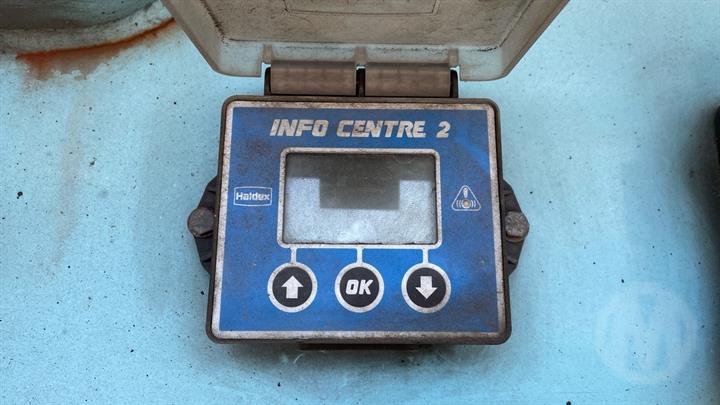 INFO CENTRE 2
Haldex
OK
M